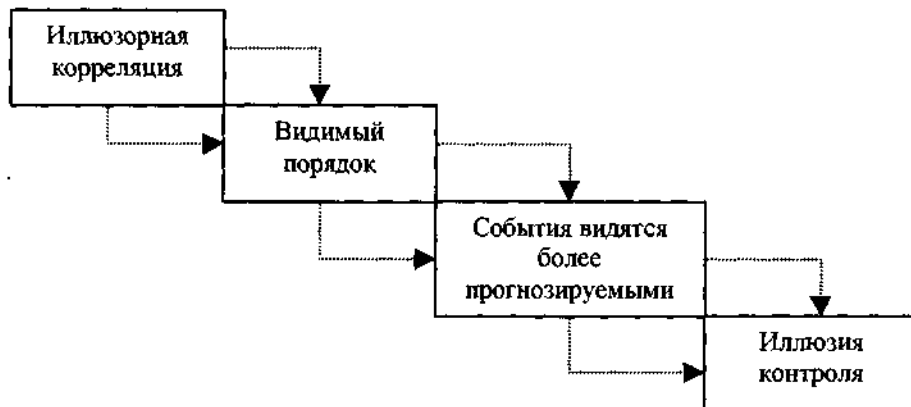 Иллюзорная
корреляция
Видимый
порядок
События видятся
более
прогнозируемыми
Иллюзия
контроля